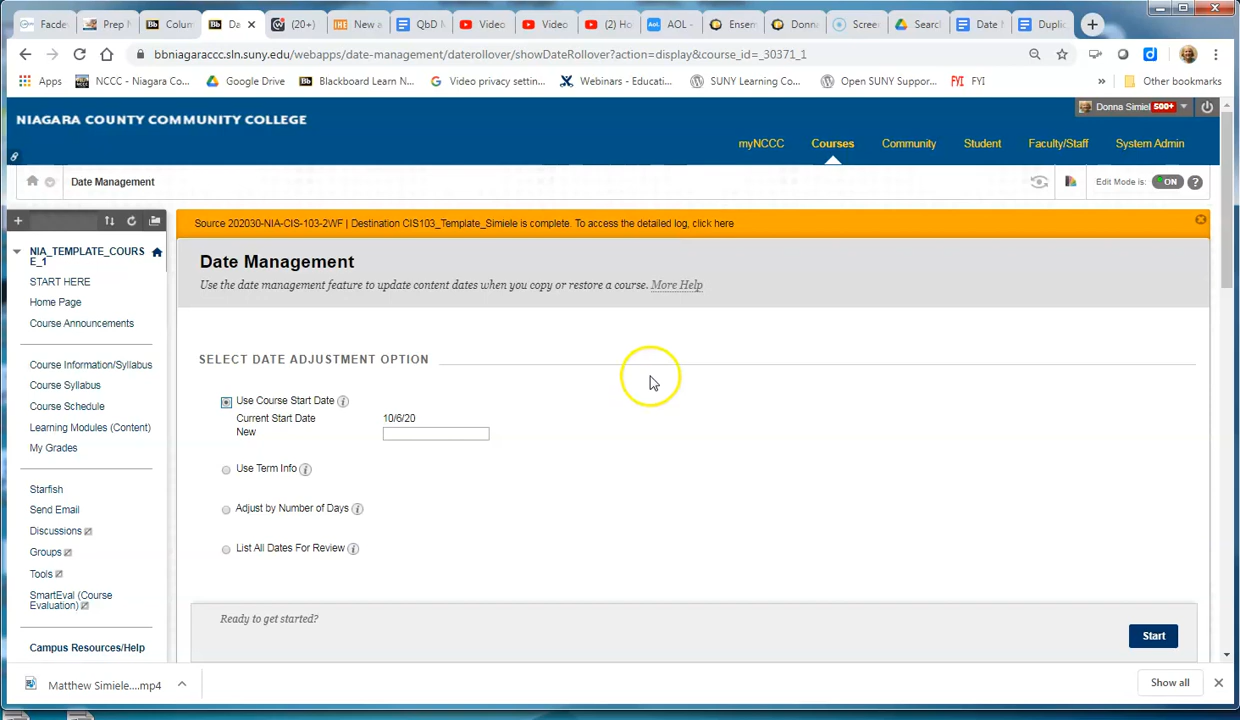 Facdev
Prep M
Colum
Da
(20+)
New a
QbD M
Video
Video
(2) Ho
AOL -
Ensem
Donna
Screen
Search
Date M
Duplic
bbniagaraccc.sln.suny.edu/webapps/date-management/daterollover/showDateRollover?action=display&course_id=_30371_1
Apps
NCCC - Niagara Co...
Google Drive
Blackboard Learn N...
Video privacy settin...
Webinars - Educati...
SUNY Learning Co...
Open SUNY Suppor...
FYI
»
Other bookmarks
NIAGARA COUNTY COMMUNITY COLLEGE
Donna Simiel 500+
myNCCC
Courses
Community
Student
Faculty/Staff
System Admin
Date Management
Edit Mode is: ON ?
Source 202030-NIA-CIS-103-2WF | Destination CIS103_Template_Simiele is complete. To access the detailed log, click here
NIA_TEMPLATE_COURS
E_1
START HERE
Home Page
Course Announcements
Course Information/Syllabus
Course Syllabus
Course Schedule
Learning Modules (Content)
My Grades
Starfish
Send Email
Discussions
Groups
Tools
SmartEval (Course
Evaluation)
Campus Resources/Help
Date Management
Use the date management feature to update content dates when you copy or restore a course. More Help
SELECT DATE ADJUSTMENT OPTION
Use Course Start Date
Current Start Date 10/6/20
New
Use Term Info
Adjust by Number of Days
List All Dates For Review
Ready to get started?
Start
Matthew Simiele....mp4
Show all